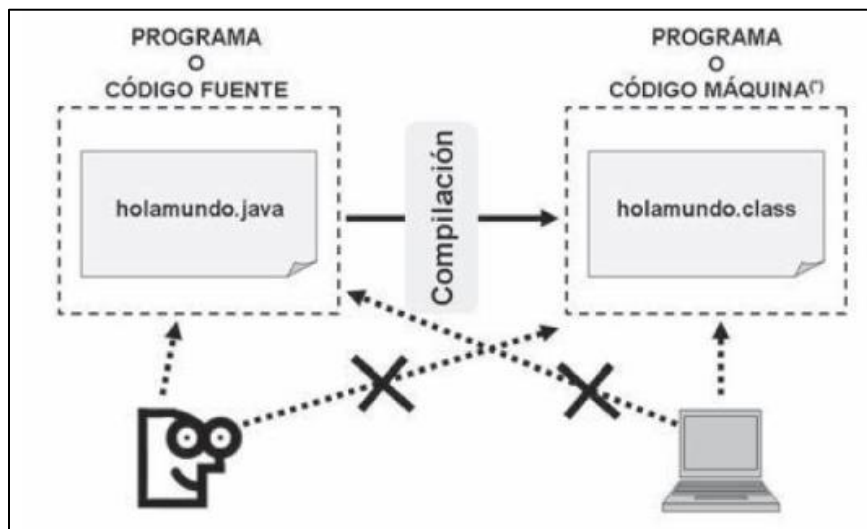 PROGRAMA
O
CÓDIGO FUENTE
holamundo.java
Compilación
PROGRAMA
O
CÓDIGO MÁQUINA(*)
holamundo.class